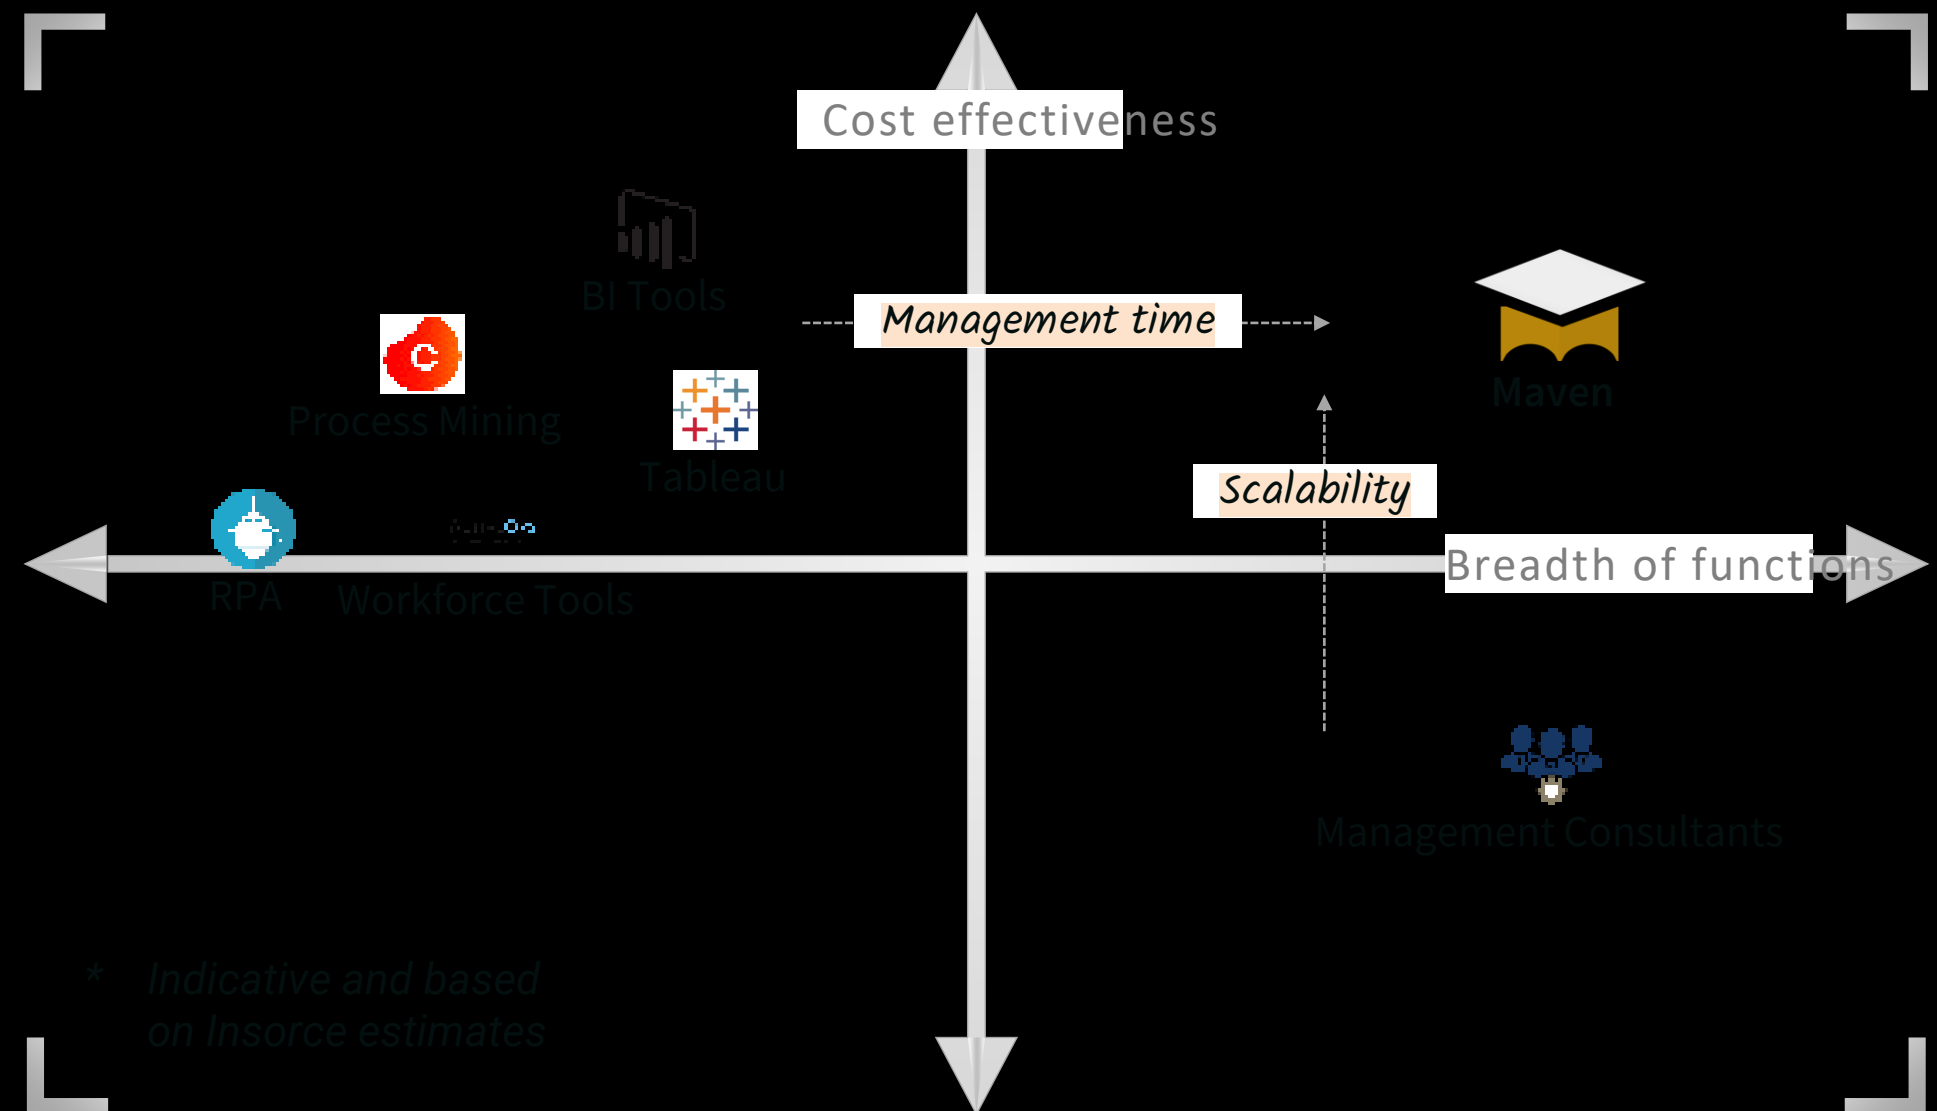 Cost effectiveness
BI Tools
Management time
Process Mining
Maven
Tableau
Scalability
Breadth of functions
RPA
Workforce Tools
Management Consultants
* Indicative and based
on Insorce estimates